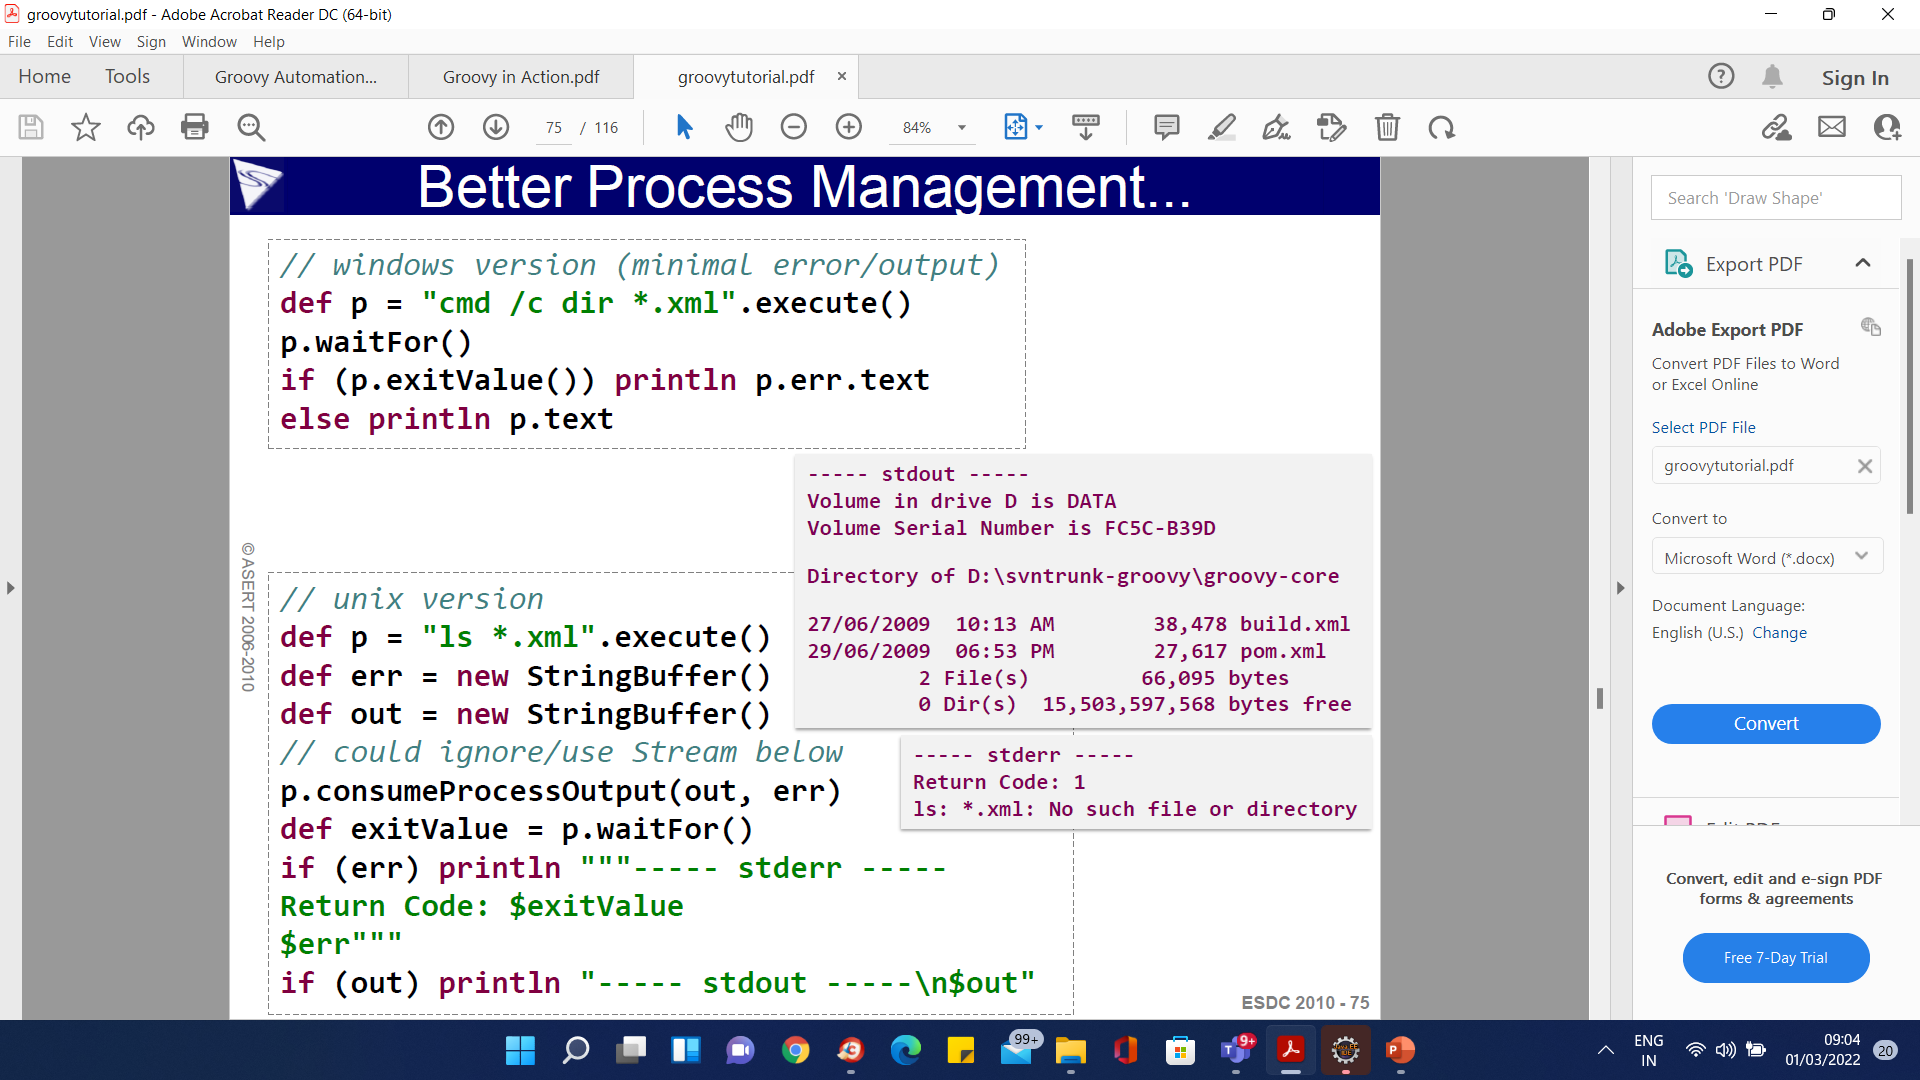 groovytutorial.pdf - Adobe Acrobat Reader DC (64-bit)
File Edit View Sign Window Help
Home Tools Groovy Automation... Groovy in Action.pdf groovytutorial.pdf × Sign In
75 / 116 84%
Better Process Management...
// windows version (minimal error/output)
def p = "cmd /c dir *.xml".execute()
p.waitFor()
if (p.exitValue()) println p.err.text
else println p.text
----- stdout -----
Volume in drive D is DATA
Volume Serial Number is FC5C-B39D
Directory of D:\svntrunk-groovy\groovy-core
27/06/2009  10:13 AM        38,478 build.xml
29/06/2009  06:53 PM        27,617 pom.xml
2 File(s)         66,095 bytes
0 Dir(s)  15,503,597,568 bytes free
// unix version
def p = "ls *.xml".execute()
def err = new StringBuffer()
def out = new StringBuffer()
// could ignore/use Stream below
p.consumeProcessOutput(out, err)
def exitValue = p.waitFor()
if (err) println """----- stderr -----
Return Code: $exitValue
$err"""
if (out) println "----- stdout -----\n$out"
----- stderr -----
Return Code: 1
ls: *.xml: No such file or directory
© ASERT 2006-2010
ESDC 2010 - 75
Search 'Draw Shape'
Export PDF
Adobe Export PDF
Convert PDF Files to Word
or Excel Online
Select PDF File
groovytutorial.pdf
Convert to
Microsoft Word (*.docx)
Document Language:
English (U.S.) Change
Convert
Convert, edit and e-sign PDF
forms & agreements
Free 7-Day Trial
99+
9+
ENG
IN
09:04
01/03/2022
20